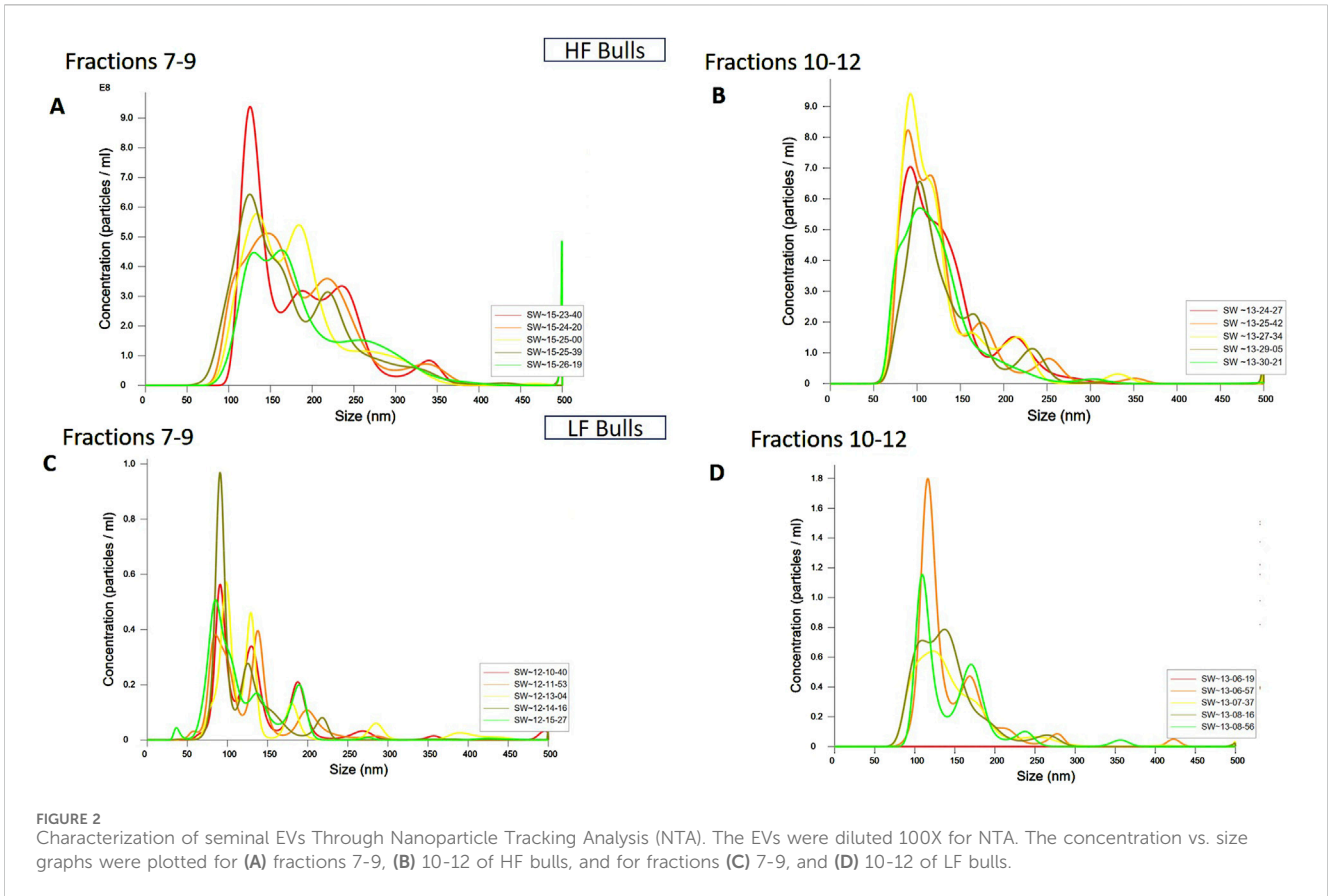 HF Bulls
Fractions 7-9
Fractions 10-12
A
E8
Concentration (particles / ml)
9.0
8.0
7.0
6.0
5.0
4.0
3.0
2.0
1.0
0
0 50 100 150 200 250 300 350 400 450 500
Size (nm)
SW~15-23-40
SW~15-24-20
SW~15-25-00
SW~15-25-39
SW~15-26-19
B
Concentration (particles / ml)
9.0
8.0
7.0
6.0
5.0
4.0
3.0
2.0
1.0
0
0 50 100 150 200 250 300 350 400 450 500
Size (nm)
SW ~13-24-27
SW ~13-25-42
SW ~13-27-34
SW ~13-29-05
SW ~13-30-21
LF Bulls
Fractions 7-9
Fractions 10-12
C
Concentration (particles / ml)
1.0
0.8
0.6
0.4
0.2
0
0 50 100 150 200 250 300 350 400 450 500
Size (nm)
SW~12-10-40
SW~12-11-53
SW~12-13-04
SW~12-14-16
SW~12-15-27
D
Concentration (particles / ml)
1.8
1.6
1.4
1.2
1.0
0.8
0.6
0.4
0.2
0
0 50 100 150 200 250 300 350 400 450 500
Size (nm)
SW~13-06-19
SW~13-06-57
SW~13-07-37
SW~13-08-16
SW~13-08-56
FIGURE 2
Characterization of seminal EVs Through Nanoparticle Tracking Analysis (NTA). The EVs were diluted 100X for NTA. The concentration vs. size
graphs were plotted for (A) fractions 7-9, (B) 10-12 of HF bulls, and for fractions (C) 7-9, and (D) 10-12 of LF bulls.